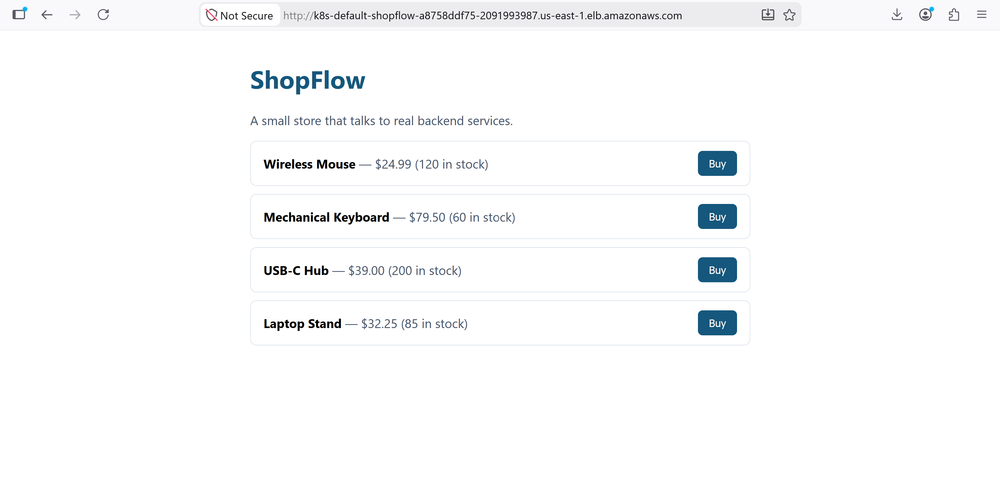 Not Secure http://k8s-default-shopflow-a8758ddf75-2091993987.us-east-1.elb.amazonaws.com
ShopFlow
A small store that talks to real backend services.
Wireless Mouse — $24.99 (120 in stock) Buy
Mechanical Keyboard — $79.50 (60 in stock) Buy
USB-C Hub — $39.00 (200 in stock) Buy
Laptop Stand — $32.25 (85 in stock) Buy